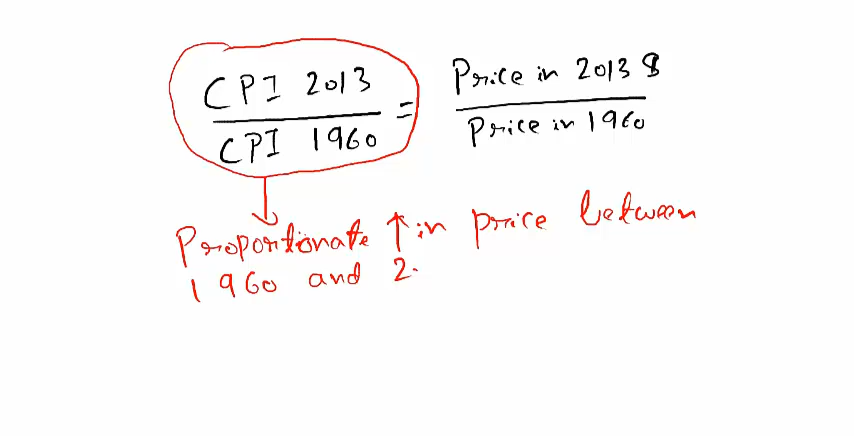 CPI 2013
CPI 1960
=
Price in 2013 $
Price in 1960
Proportionate ↑ in price between
1960 and 2.